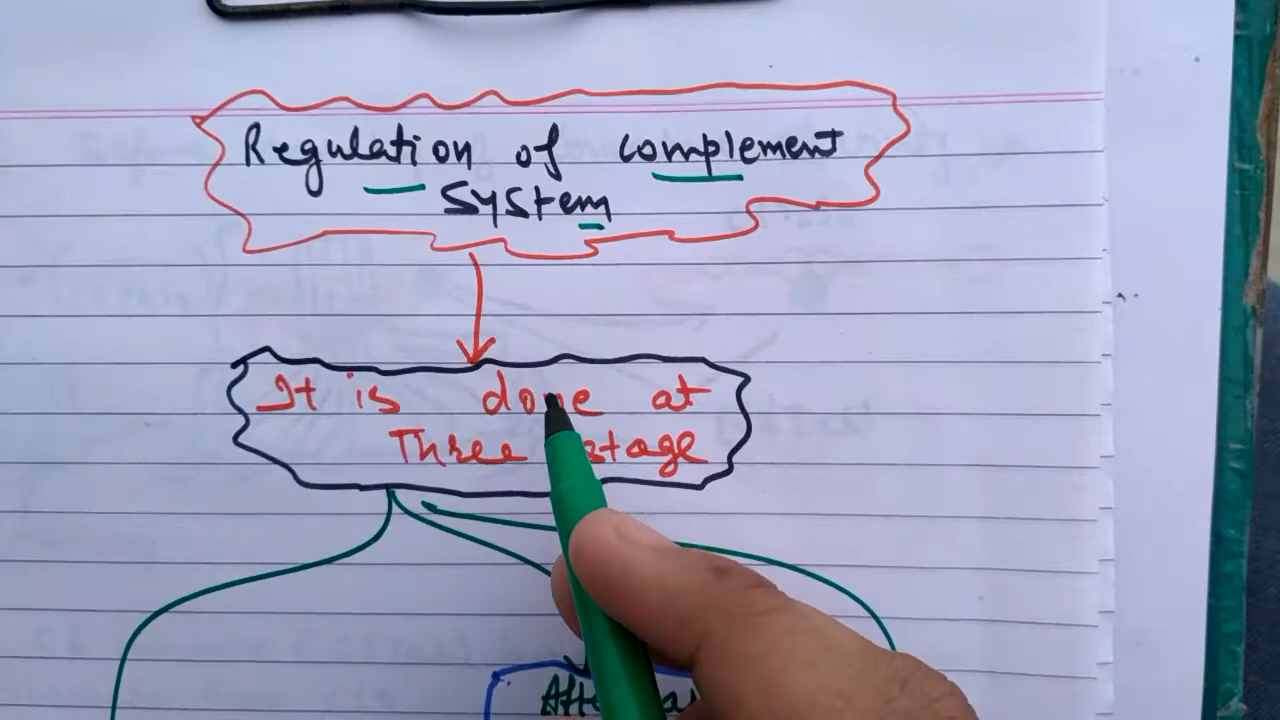 Regulation of complement
System
It is done at
Three stage